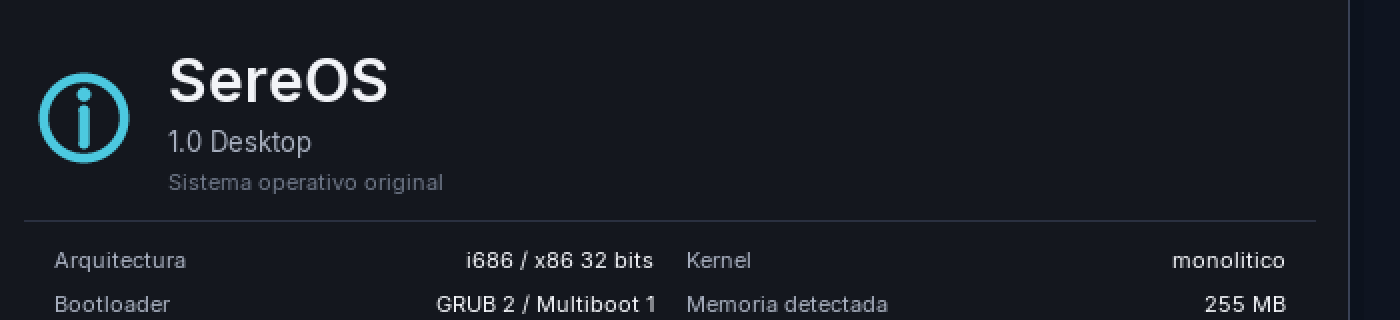 SereOS
1.0 Desktop
Sistema operativo original
Arquitectura i686 / x86 32 bits Kernel monolitico
Bootloader GRUB 2 / Multiboot 1 Memoria detectada 255 MB